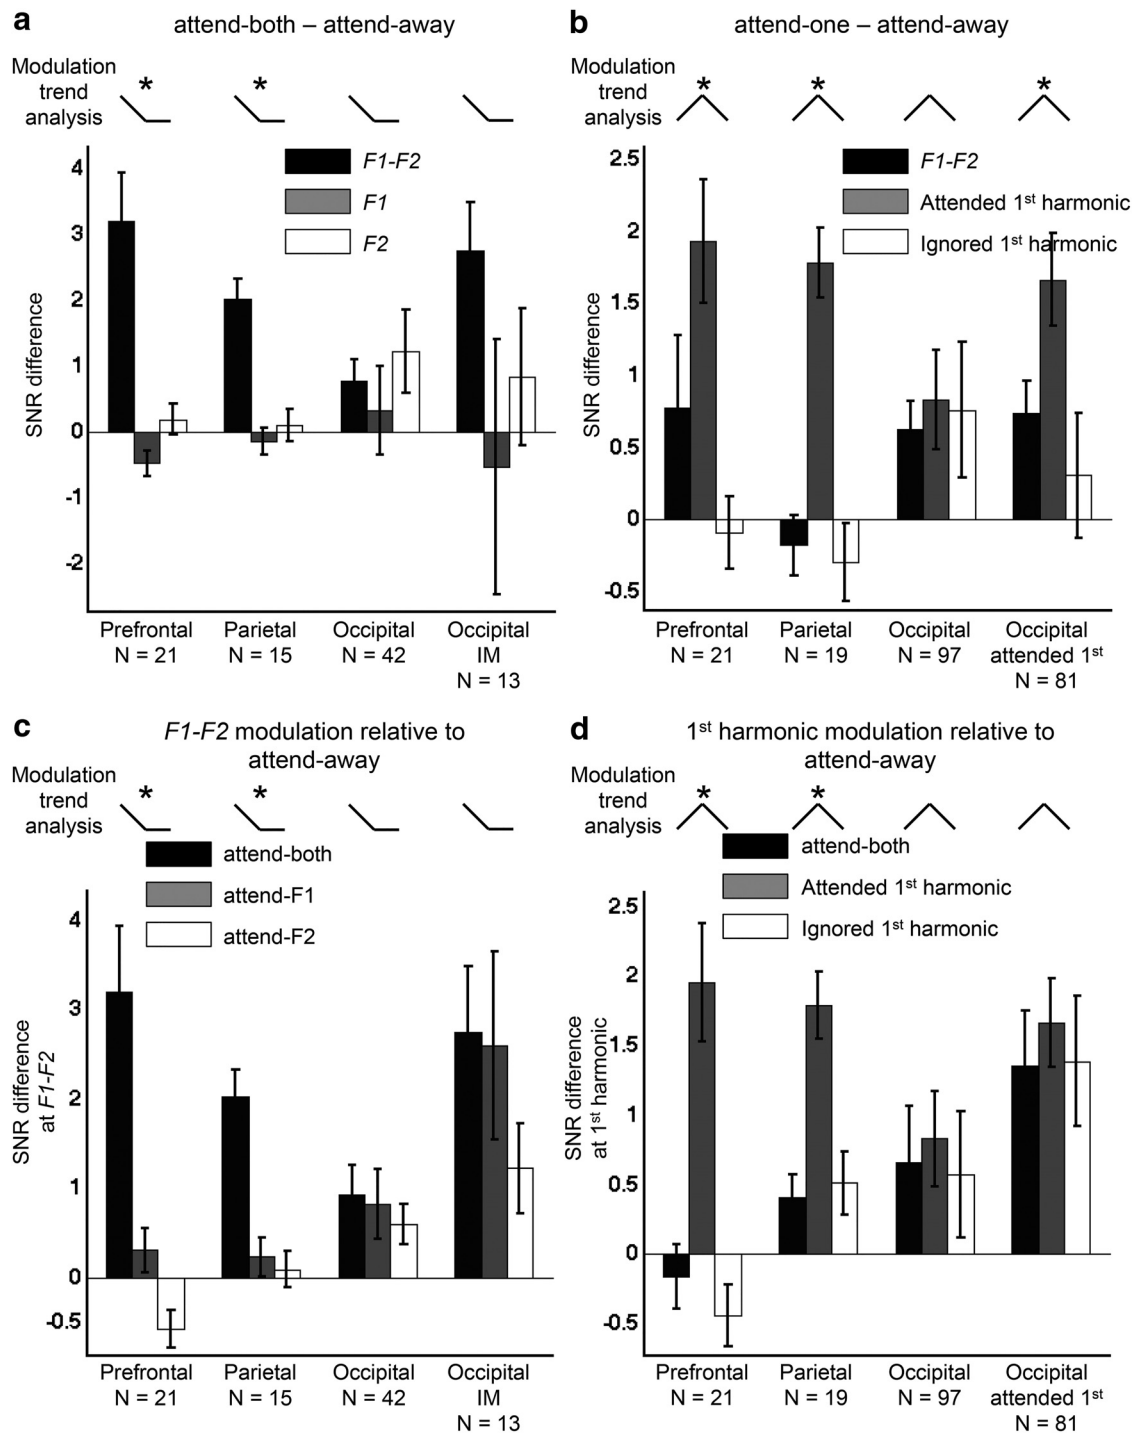 a
attend-both – attend-away
Modulation
trend
analysis
*
*
F1-F2
F1
F2
SNR difference
4
3
2
1
0
-1
-2
Prefrontal
N = 21
Parietal
N = 15
Occipital
N = 42
Occipital
IM
N = 13
b
attend-one – attend-away
Modulation
trend
analysis
*
*
*
F1-F2
Attended 1st harmonic
Ignored 1st harmonic
SNR difference
2.5
2
1.5
1
0.5
0
-0.5
Prefrontal
N = 21
Parietal
N = 19
Occipital
N = 97
Occipital
attended 1st
N = 81
c
F1-F2 modulation relative to
attend-away
Modulation
trend
analysis
*
*
attend-both
attend-F1
attend-F2
SNR difference
at F1-F2
4
3
2
1
0
-0.5
Prefrontal
N = 21
Parietal
N = 15
Occipital
N = 42
Occipital
IM
N = 13
d
1st harmonic modulation relative to
attend-away
Modulation
trend
analysis
*
*
attend-both
Attended 1st harmonic
Ignored 1st harmonic
SNR difference
at 1st harmonic
2.5
2
1.5
1
0.5
0
-0.5
Prefrontal
N = 21
Parietal
N = 19
Occipital
N = 97
Occipital
attended 1st
N = 81